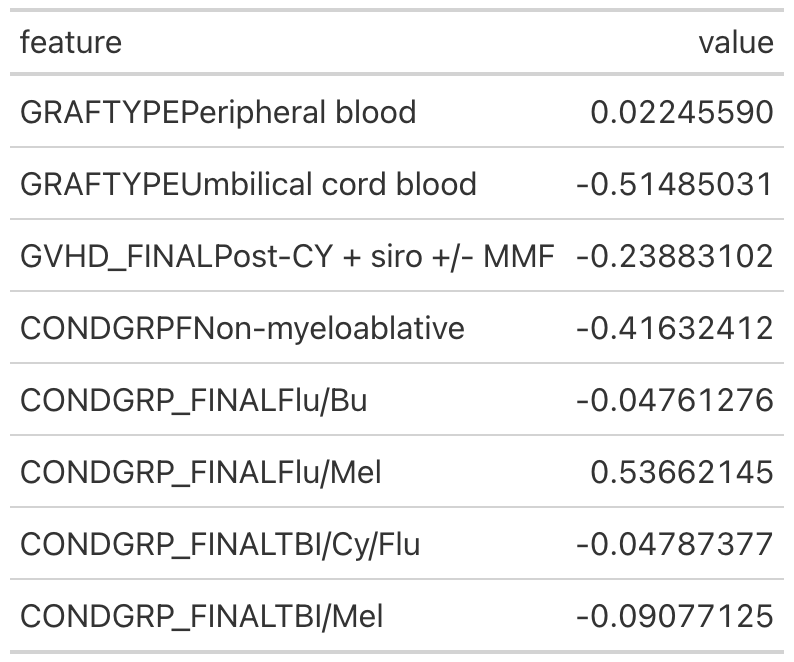 feature value
GRAFTYPEPeripheral blood 0.02245590
GRAFTYPEUmbilical cord blood -0.51485031
GVHD_FINALPost-CY + siro +/- MMF -0.23883102
CONDGRPFNon-myeloablative -0.41632412
CONDGRP_FINALFlu/Bu -0.04761276
CONDGRP_FINALFlu/Mel 0.53662145
CONDGRP_FINALTBI/Cy/Flu -0.04787377
CONDGRP_FINALTBI/Mel -0.09077125